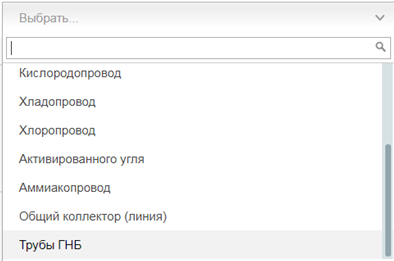 Выбрать...
Кислородопровод
Хладопровод
Хлоропровод
Активированного угля
Аммиакопровод
Общий коллектор (линия)
Трубы ГНБ